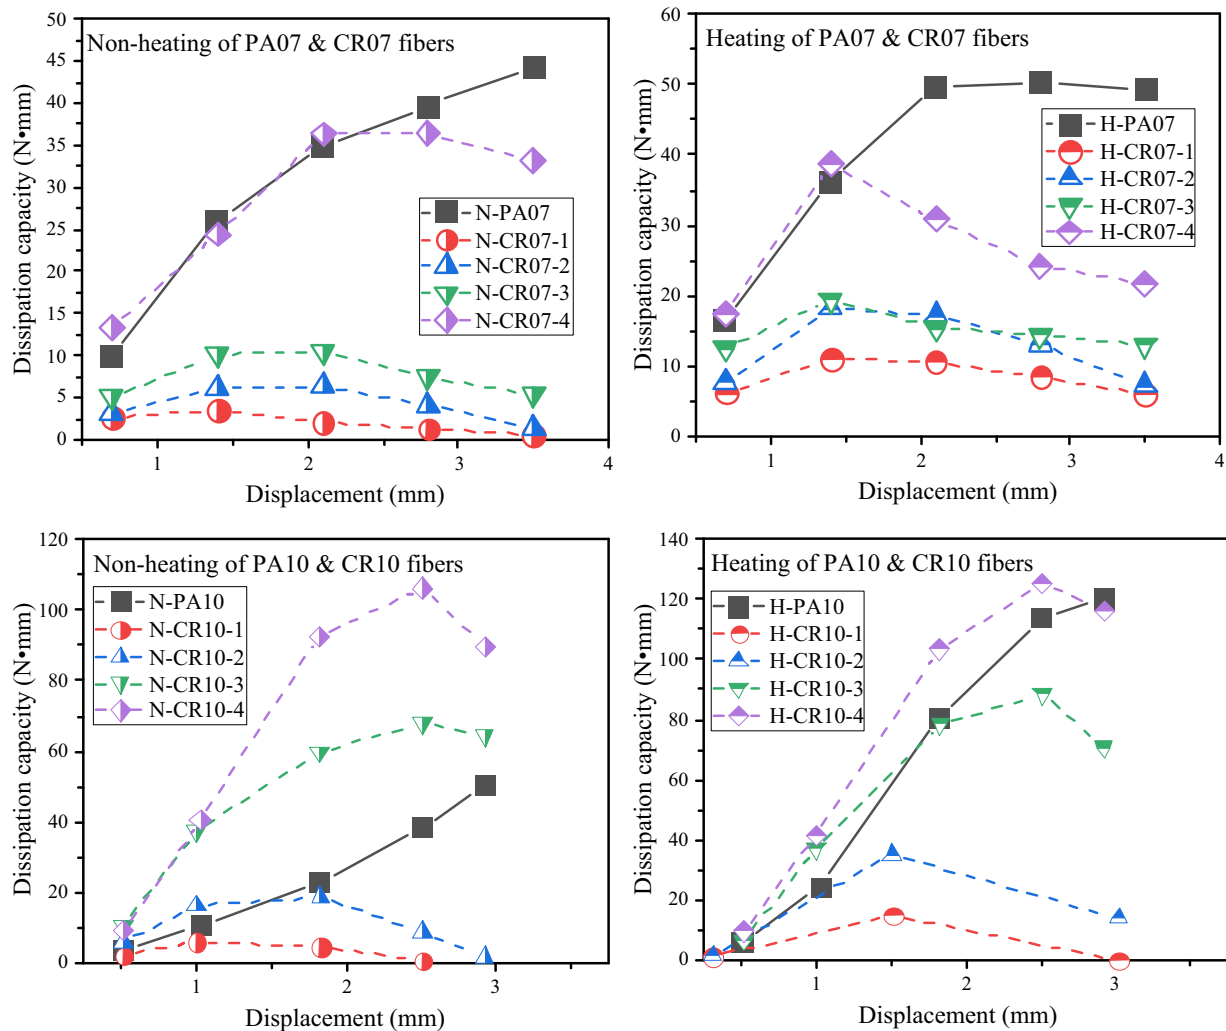 Non-heating of PA07 & CR07 fibers
Dissipation capacity (N•mm)
50
45
40
35
30
25
20
15
10
5
0
N-PA07
N-CR07-1
N-CR07-2
N-CR07-3
N-CR07-4
1
2
3
4
Displacement (mm)
Heating of PA07 & CR07 fibers
Dissipation capacity (N•mm)
60
50
40
30
20
10
0
H-PA07
H-CR07-1
H-CR07-2
H-CR07-3
H-CR07-4
1
2
3
4
Displacement (mm)
Non-heating of PA10 & CR10 fibers
Dissipation capacity (N•mm)
120
100
80
60
40
20
0
N-PA10
N-CR10-1
N-CR10-2
N-CR10-3
N-CR10-4
1
2
3
Displacement (mm)
Heating of PA10 & CR10 fibers
Dissipation capacity (N•mm)
140
120
100
80
60
40
20
0
H-PA10
H-CR10-1
H-CR10-2
H-CR10-3
H-CR10-4
1
2
3
Displacement (mm)